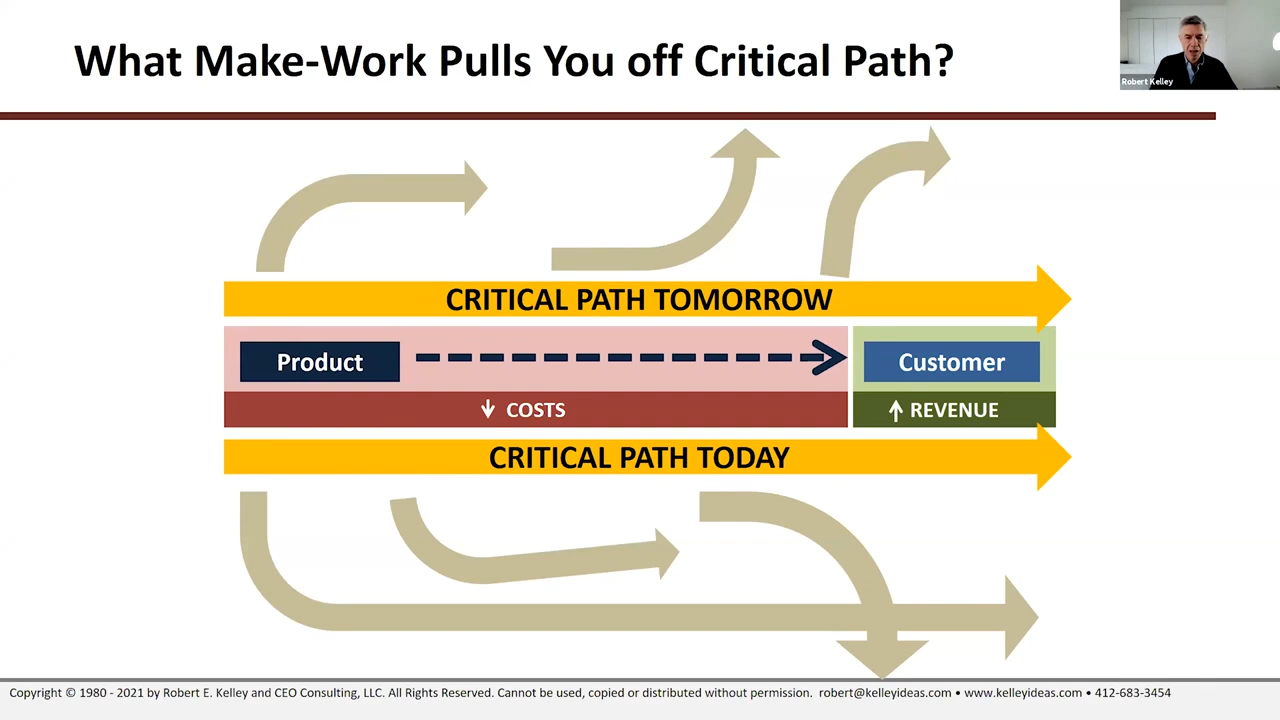 What Make-Work Pulls You off Critical Path?
Robert Kelley
CRITICAL PATH TOMORROW
Product
Customer
COSTS
REVENUE
CRITICAL PATH TODAY
Copyright © 1980 - 2021 by Robert E. Kelley and CEO Consulting, LLC. All Rights Reserved. Cannot be used, copied or distributed without permission. robert@kelleyideas.com • www.kelleyideas.com • 412-683-3454